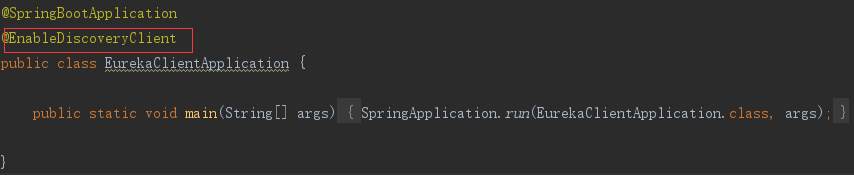 @SpringBootApplication
@EnableDiscoveryClient
public class EurekaClientApplication {
public static void main(String[] args) { SpringApplication.run(EurekaClientApplication.class, args); }
}